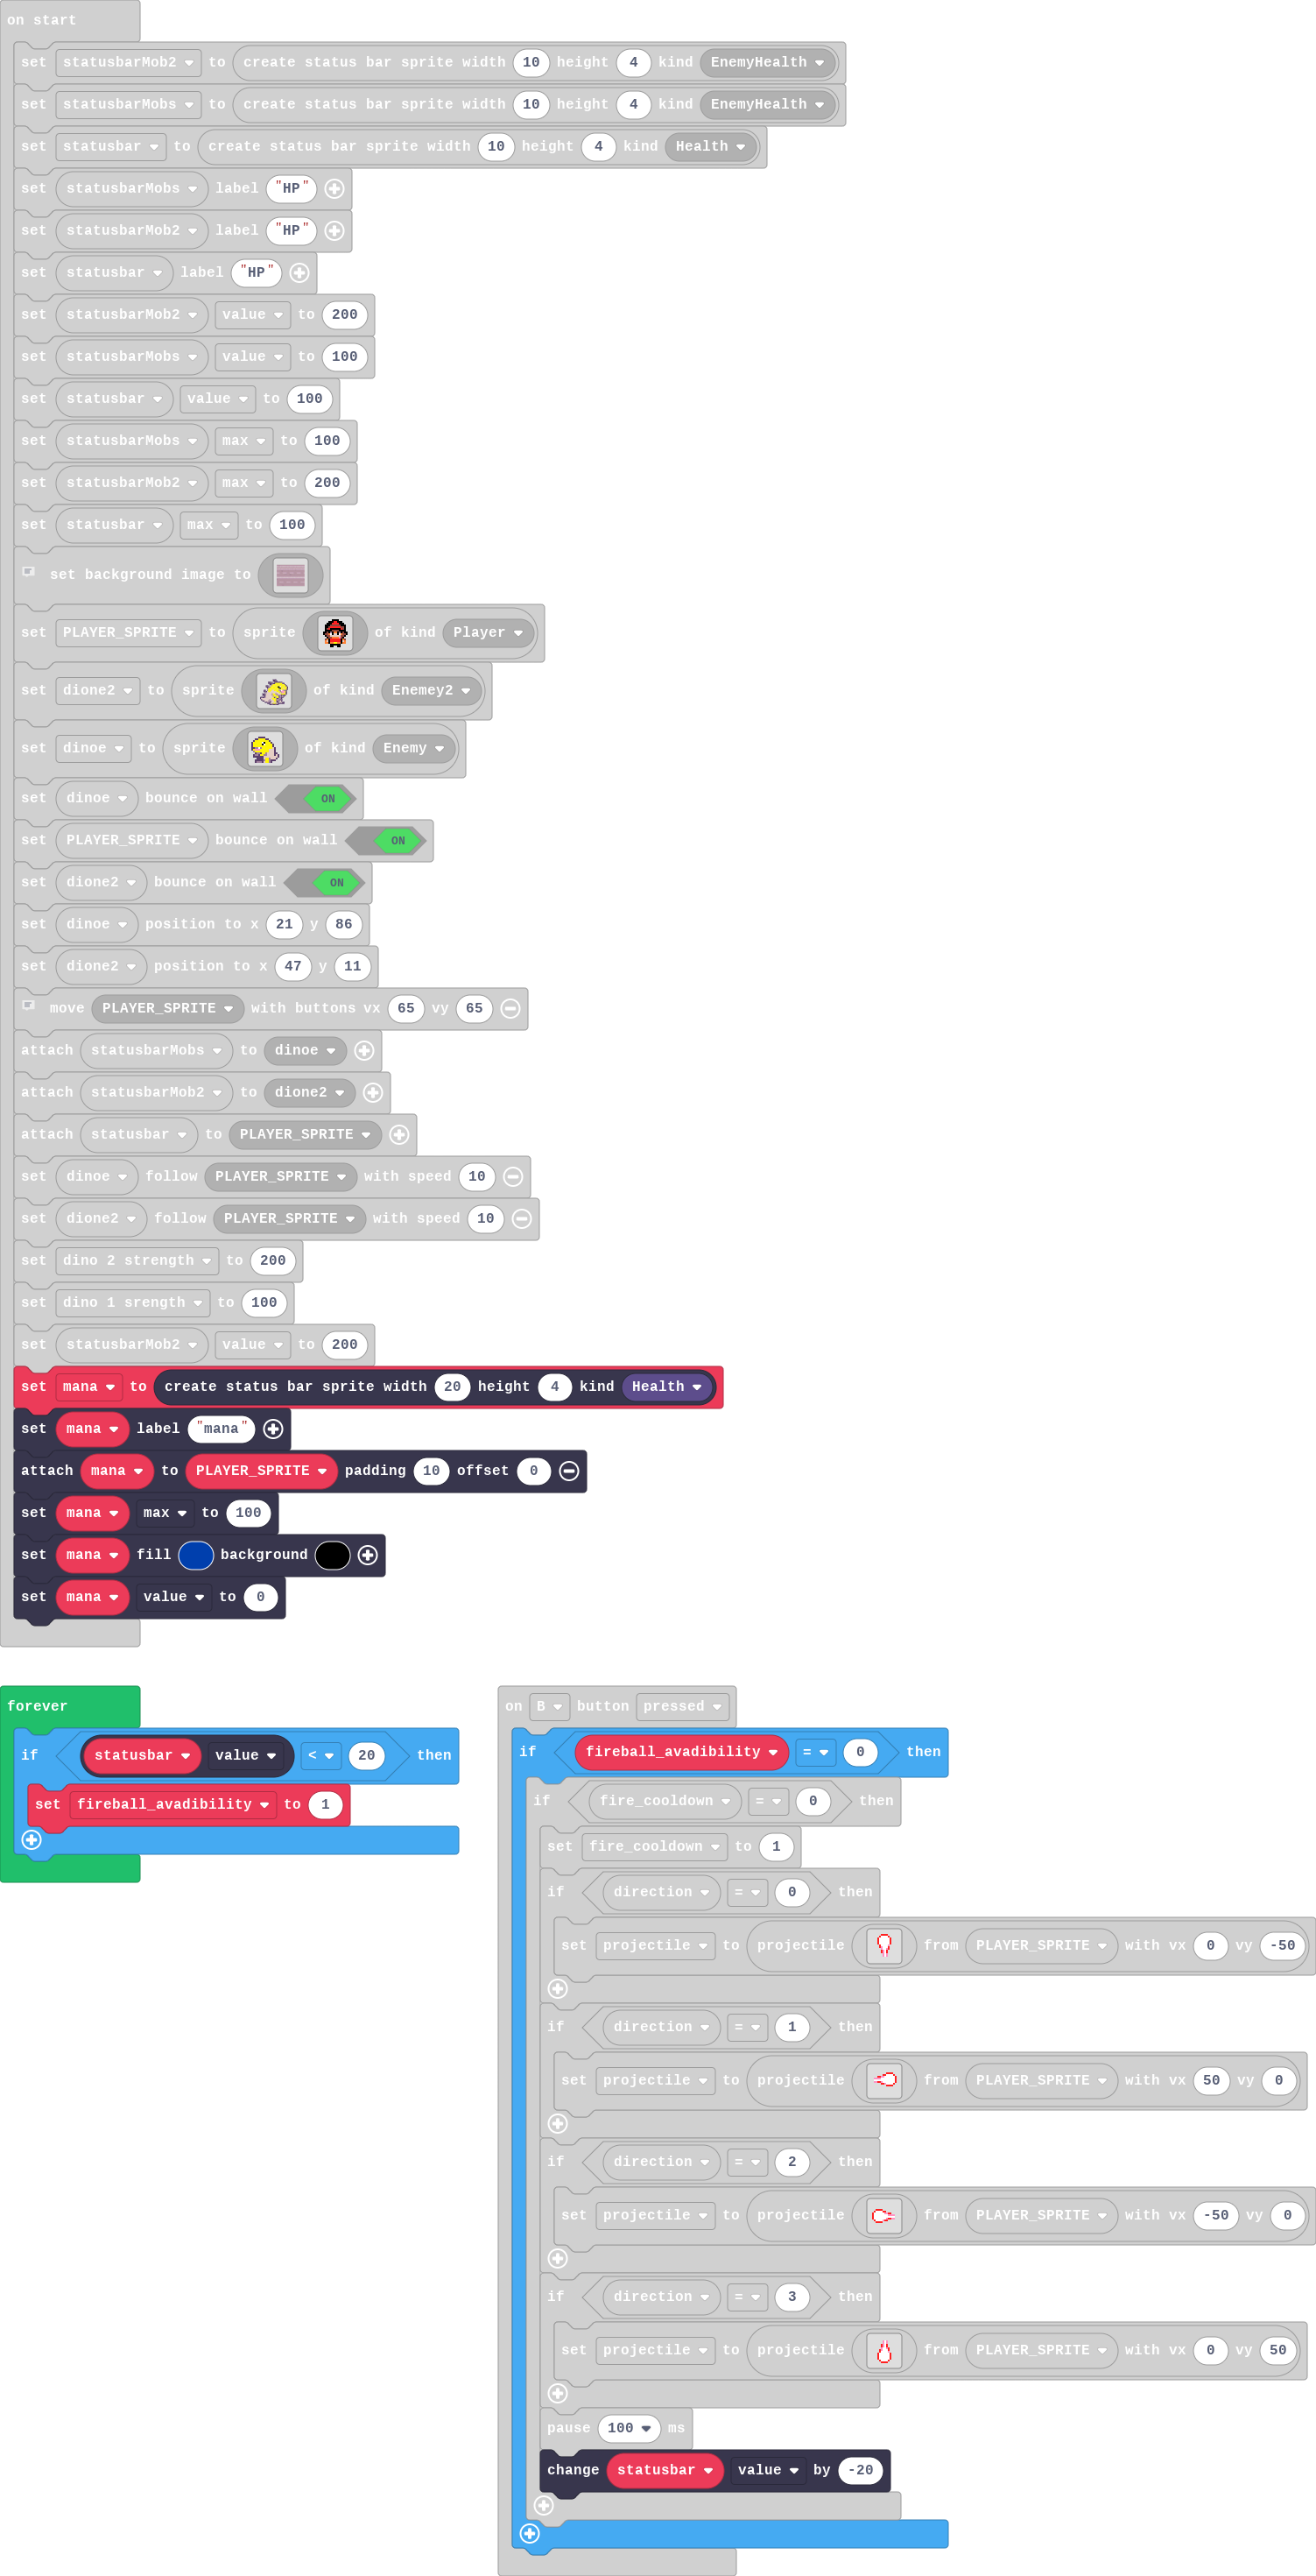 on start
set statusbarMob2 to create status bar sprite width 10 height 4 kind EnemyHealth
set statusbarMobs to create status bar sprite width 10 height 4 kind EnemyHealth
set statusbar to create status bar sprite width 10 height 4 kind Health
set statusbarMobs label "HP"
set statusbarMob2 label "HP"
set statusbar label "HP"
set statusbarMob2 value to 200
set statusbarMobs value to 100
set statusbar value to 100
set statusbarMobs max to 100
set statusbarMob2 max to 200
set statusbar max to 100
set background image to
set PLAYER_SPRITE to sprite of kind Player
set dione2 to sprite of kind Enemey2
set dinoe to sprite of kind Enemy
set dinoe bounce on wall ON
set PLAYER_SPRITE bounce on wall ON
set dione2 bounce on wall ON
set dinoe position to x 21 y 86
set dione2 position to x 47 y 11
move PLAYER_SPRITE with buttons vx 65 vy 65
attach statusbarMobs to dinoe
attach statusbarMob2 to dione2
attach statusbar to PLAYER_SPRITE
set dinoe follow PLAYER_SPRITE with speed 10
set dione2 follow PLAYER_SPRITE with speed 10
set dino 2 strength to 200
set dino 1 srength to 100
set statusbarMob2 value to 200
set mana to create status bar sprite width 20 height 4 kind Health
set mana label "mana"
attach mana to PLAYER_SPRITE padding 10 offset 0
set mana max to 100
set mana fill background
set mana value to 0
forever
if statusbar value < 20 then
set fireball_avadibility to 1
on B button pressed
if fireball_avadibility = 0 then
if fire_cooldown = 0 then
set fire_cooldown to 1
if direction = 0 then
set projectile to projectile from PLAYER_SPRITE with vx 0 vy -50
if direction = 1 then
set projectile to projectile from PLAYER_SPRITE with vx 50 vy 0
if direction = 2 then
set projectile to projectile from PLAYER_SPRITE with vx -50 vy 0
if direction = 3 then
set projectile to projectile from PLAYER_SPRITE with vx 0 vy 50
pause 100 ms
change statusbar value by -20